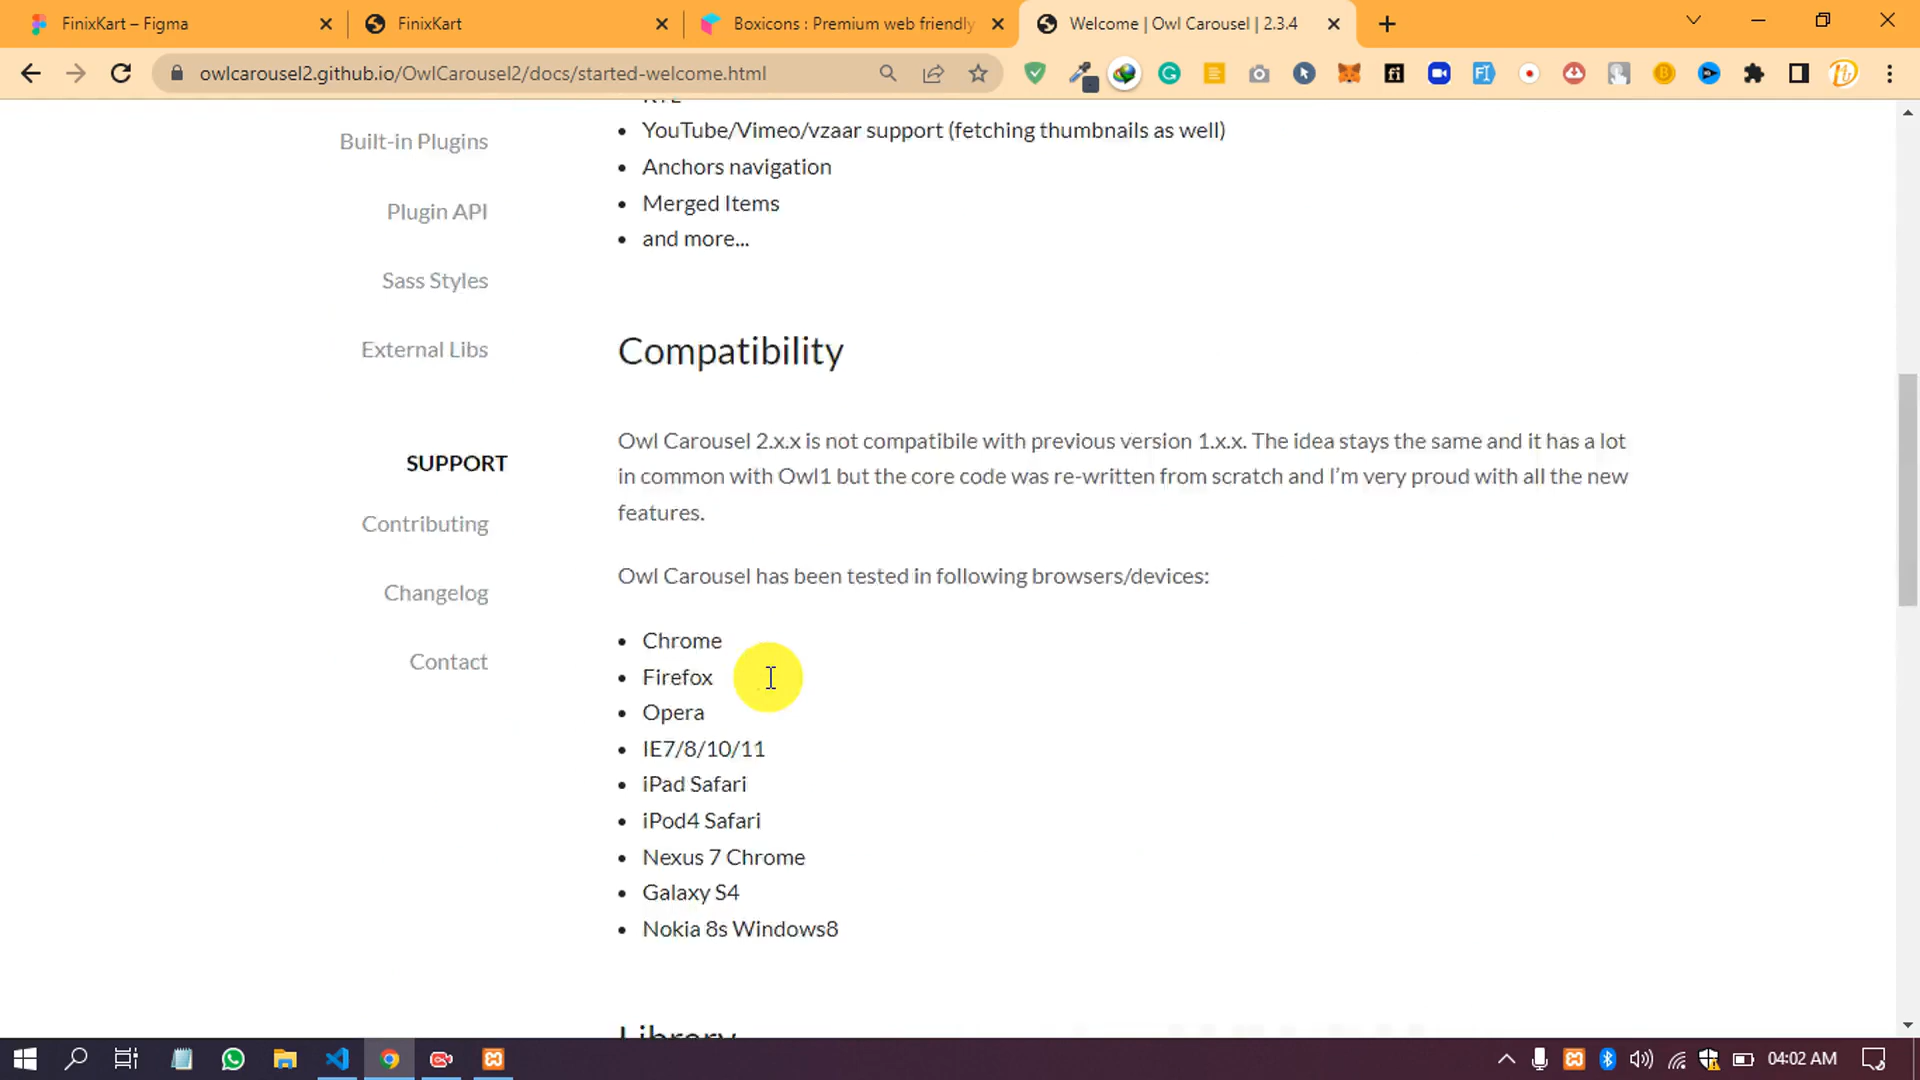 FinixKart – Figma
FinixKart
Boxicons : Premium web friendly
Welcome | Owl Carousel | 2.3.4
owlcarousel2.github.io/OwlCarousel2/docs/started-welcome.html
Built-in Plugins
Plugin API
Sass Styles
External Libs
SUPPORT
Contributing
Changelog
Contact
• YouTube/Vimeo/vzaar support (fetching thumbnails as well)
• Anchors navigation
• Merged Items
• and more...
Compatibility
Owl Carousel 2.x.x is not compatibile with previous version 1.x.x. The idea stays the same and it has a lot
in common with Owl1 but the core code was re-written from scratch and I’m very proud with all the new
features.
Owl Carousel has been tested in following browsers/devices:
• Chrome
• Firefox
• Opera
• IE7/8/10/11
• iPad Safari
• iPod4 Safari
• Nexus 7 Chrome
• Galaxy S4
• Nokia 8s Windows8
Library
04:02 AM